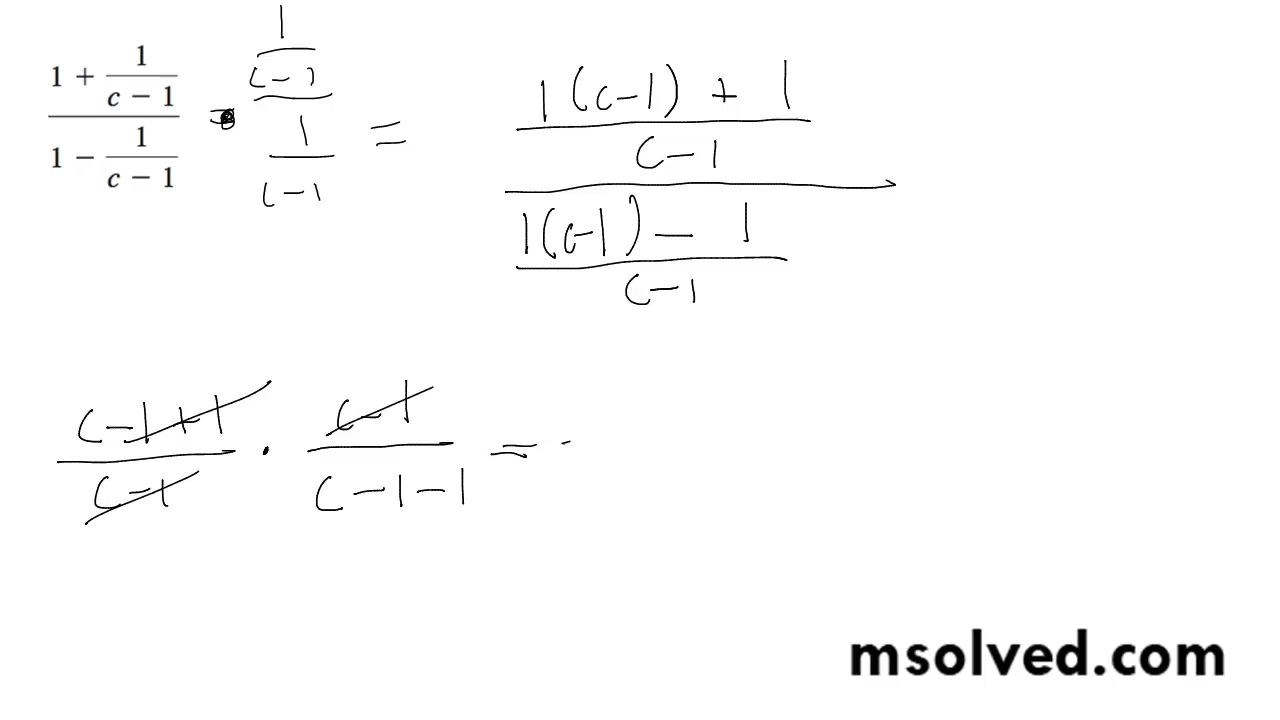 1 + 1/(c − 1) / 1 − 1/(c − 1) · 1/(c-1) / 1/(c-1) = 1(c-1) + 1 / c-1 / 1(c-1) - 1 / c-1
c-1+1 / c-1 · c-1 / c-1-1 =
msolved.com